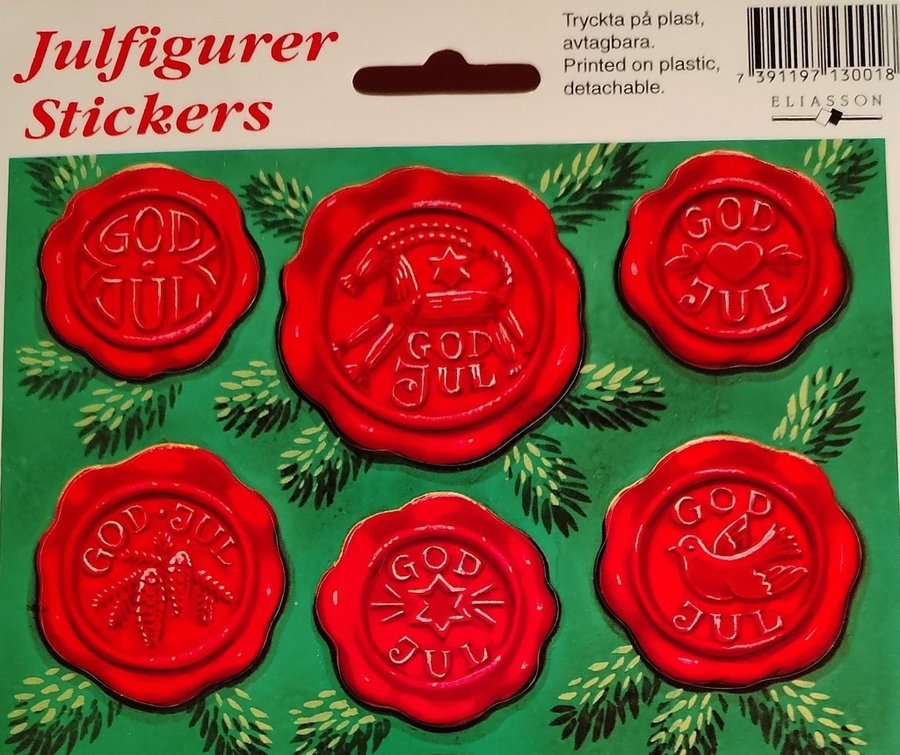 Julfigurer
Stickers
Tryckta på plast,
avtagbara.
Printed on plastic,
detachable.
7 391197 130018
ELIASSON
GOD
JUL
GOD
JUL
GOD
JUL
GOD · JUL
GOD
JUL
GOD
JUL